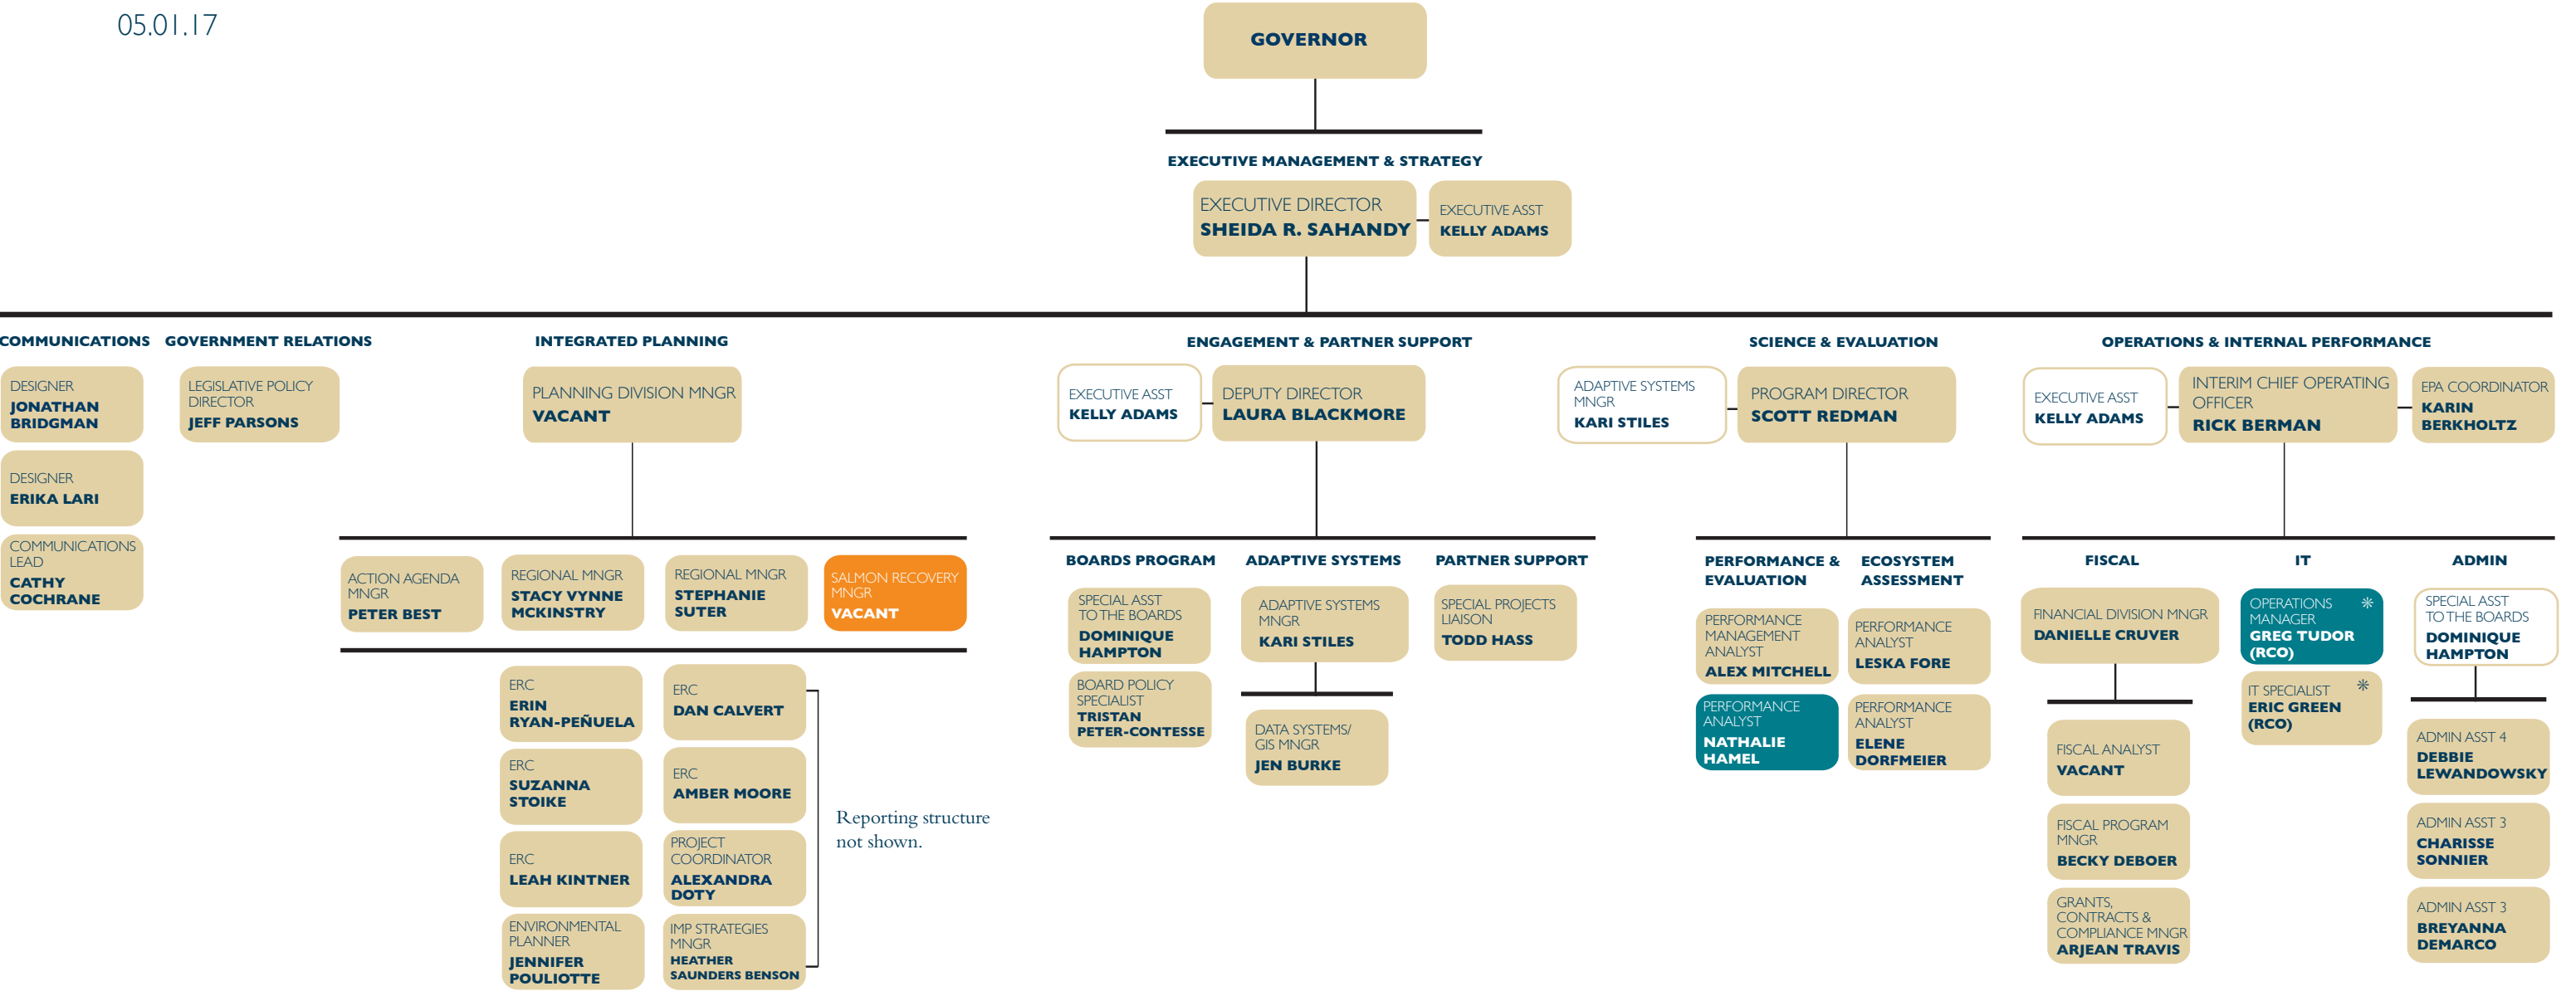 05.01.17
GOVERNOR
EXECUTIVE MANAGEMENT & STRATEGY
EXECUTIVE DIRECTOR
SHEIDA R. SAHANDY
EXECUTIVE ASST
KELLY ADAMS
COMMUNICATIONS
DESIGNER
JONATHAN
BRIDGMAN
DESIGNER
ERIKA LARI
COMMUNICATIONS
LEAD
CATHY
COCHRANE
GOVERNMENT RELATIONS
LEGISLATIVE POLICY
DIRECTOR
JEFF PARSONS
INTEGRATED PLANNING
PLANNING DIVISION MNGR
VACANT
ACTION AGENDA
MNGR
PETER BEST
REGIONAL MNGR
STACY VYNNE
MCKINSTRY
REGIONAL MNGR
STEPHANIE
SUTER
SALMON RECOVERY
MNGR
VACANT
ERC
ERIN
RYAN-PEÑUELA
ERC
SUZANNA
STOIKE
ERC
LEAH KINTNER
ENVIRONMENTAL
PLANNER
JENNIFER
POULIOTTE
ERC
DAN CALVERT
ERC
AMBER MOORE
PROJECT
COORDINATOR
ALEXANDRA
DOTY
IMP STRATEGIES
MNGR
HEATHER
SAUNDERS BENSON
Reporting structure
not shown.
ENGAGEMENT & PARTNER SUPPORT
EXECUTIVE ASST
KELLY ADAMS
DEPUTY DIRECTOR
LAURA BLACKMORE
BOARDS PROGRAM
SPECIAL ASST
TO THE BOARDS
DOMINIQUE
HAMPTON
BOARD POLICY
SPECIALIST
TRISTAN
PETER-CONTESSE
ADAPTIVE SYSTEMS
ADAPTIVE SYSTEMS
MNGR
KARI STILES
DATA SYSTEMS/
GIS MNGR
JEN BURKE
PARTNER SUPPORT
SPECIAL PROJECTS
LIAISON
TODD HASS
SCIENCE & EVALUATION
ADAPTIVE SYSTEMS
MNGR
KARI STILES
PROGRAM DIRECTOR
SCOTT REDMAN
PERFORMANCE &
EVALUATION
PERFORMANCE
MANAGEMENT
ANALYST
ALEX MITCHELL
PERFORMANCE
ANALYST
NATHALIE
HAMEL
ECOSYSTEM
ASSESSMENT
PERFORMANCE
ANALYST
LESKA FORE
PERFORMANCE
ANALYST
ELENE
DORFMEIER
OPERATIONS & INTERNAL PERFORMANCE
EXECUTIVE ASST
KELLY ADAMS
INTERIM CHIEF OPERATING
OFFICER
RICK BERMAN
EPA COORDINATOR
KARIN
BERKHOLTZ
FISCAL
FINANCIAL DIVISION MNGR
DANIELLE CRUVER
FISCAL ANALYST
VACANT
FISCAL PROGRAM
MNGR
BECKY DEBOER
GRANTS,
CONTRACTS &
COMPLIANCE MNGR
ARJEAN TRAVIS
IT
OPERATIONS
MANAGER
GREG TUDOR
(RCO)
IT SPECIALIST
ERIC GREEN
(RCO)
ADMIN
SPECIAL ASST
TO THE BOARDS
DOMINIQUE
HAMPTON
ADMIN ASST 4
DEBBIE
LEWANDOWSKY
ADMIN ASST 3
CHARISSE
SONNIER
ADMIN ASST 3
BREYANNA
DEMARCO